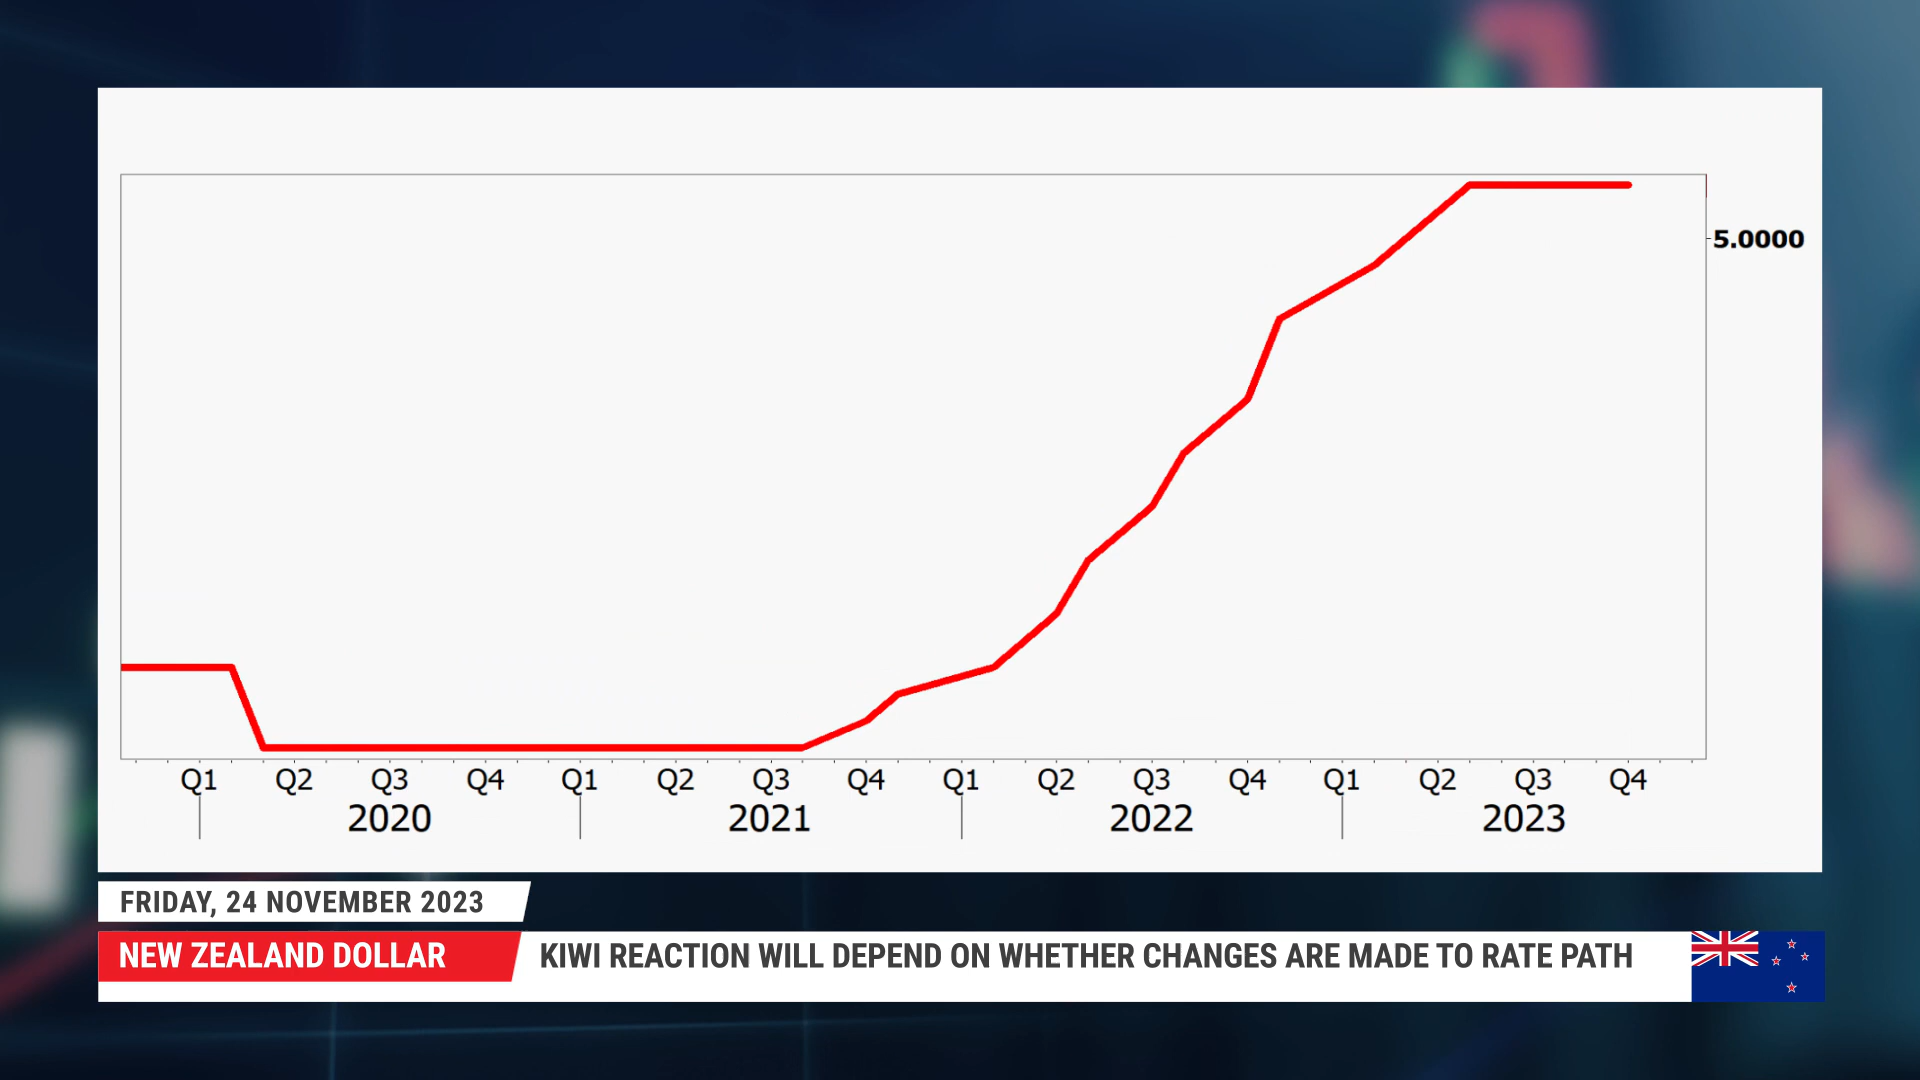 5.0000
Q1 Q2 Q3 Q4 Q1 Q2 Q3 Q4 Q1 Q2 Q3 Q4 Q1 Q2 Q3 Q4
2020 2021 2022 2023
FRIDAY, 24 NOVEMBER 2023
NEW ZEALAND DOLLAR KIWI REACTION WILL DEPEND ON WHETHER CHANGES ARE MADE TO RATE PATH